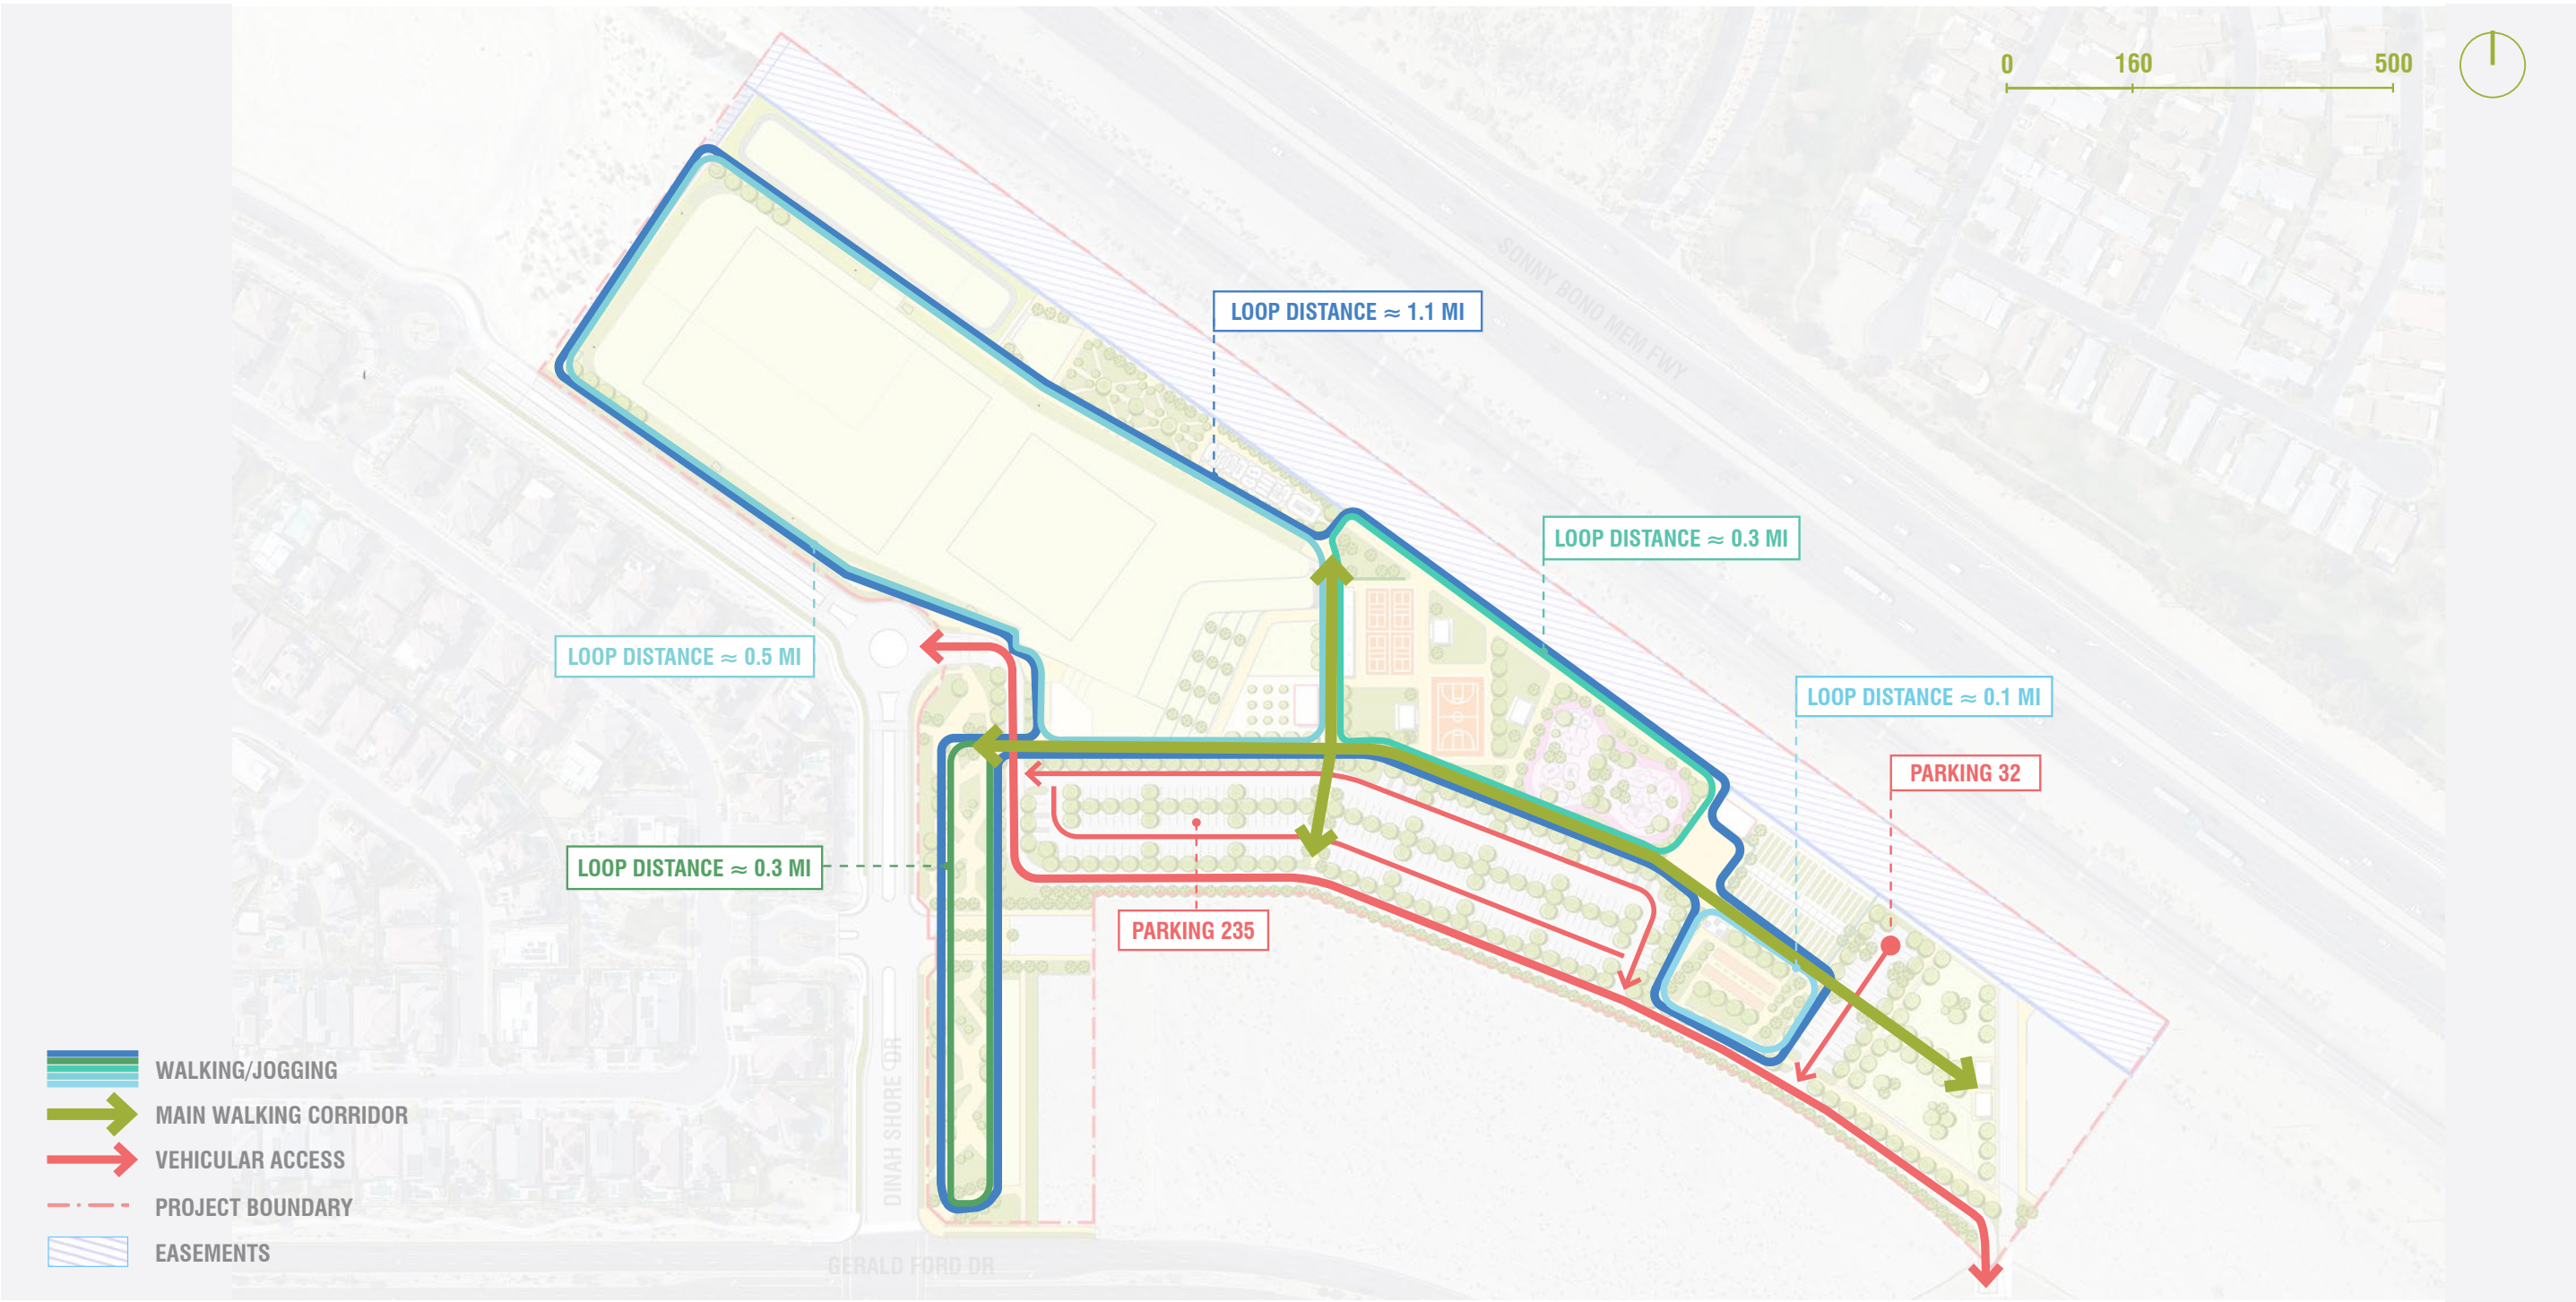 0 160 500
SONNY BONO MEM FWY
LOOP DISTANCE ≈ 1.1 MI
LOOP DISTANCE ≈ 0.3 MI
LOOP DISTANCE ≈ 0.5 MI
LOOP DISTANCE ≈ 0.1 MI
PARKING 32
LOOP DISTANCE ≈ 0.3 MI
PARKING 235
DINAH SHORE DR
GERALD FORD DR
WALKING/JOGGING
MAIN WALKING CORRIDOR
VEHICULAR ACCESS
PROJECT BOUNDARY
EASEMENTS